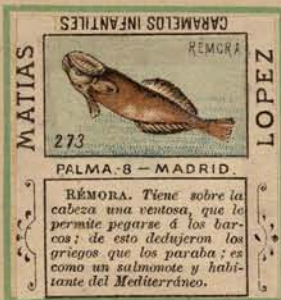 CARAMELOS INFANTILES
MATIAS
LOPEZ
RÉMORA
273
PALMA.-8 — MADRID.
RÉMORA. Tiene sobre la
cabeza una ventosa, que le
permite pegarse á los bar-
cos; de esto dedujeron los
griegos que los paraba; es
como un salmonote y habi-
tante del Mediterráneo.